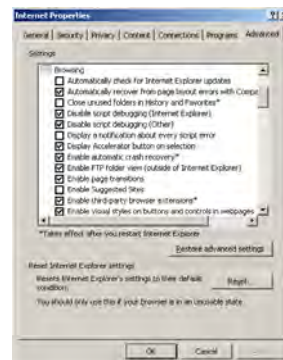 Internet Properties
General Security Privacy Content Connections Programs Advanced
Settings
Browsing
Automatically check for Internet Explorer updates
Automatically recover from page layout errors with Compa
Close unused folders in History and Favorites*
Disable script debugging (Internet Explorer)
Disable script debugging (Other)
Display a notification about every script error
Display Accelerator button on selection
Enable automatic crash recovery*
Enable FTP folder view (outside of Internet Explorer)
Enable page transitions
Enable Suggested Sites
Enable third-party browser extensions*
Enable visual styles on buttons and controls in webpages
*Takes effect after you restart Internet Explorer
Restore advanced settings
Reset Internet Explorer settings
Resets Internet Explorer's settings to their default
condition.
Reset...
You should only use this if your browser is in an unusable state.
OK Cancel